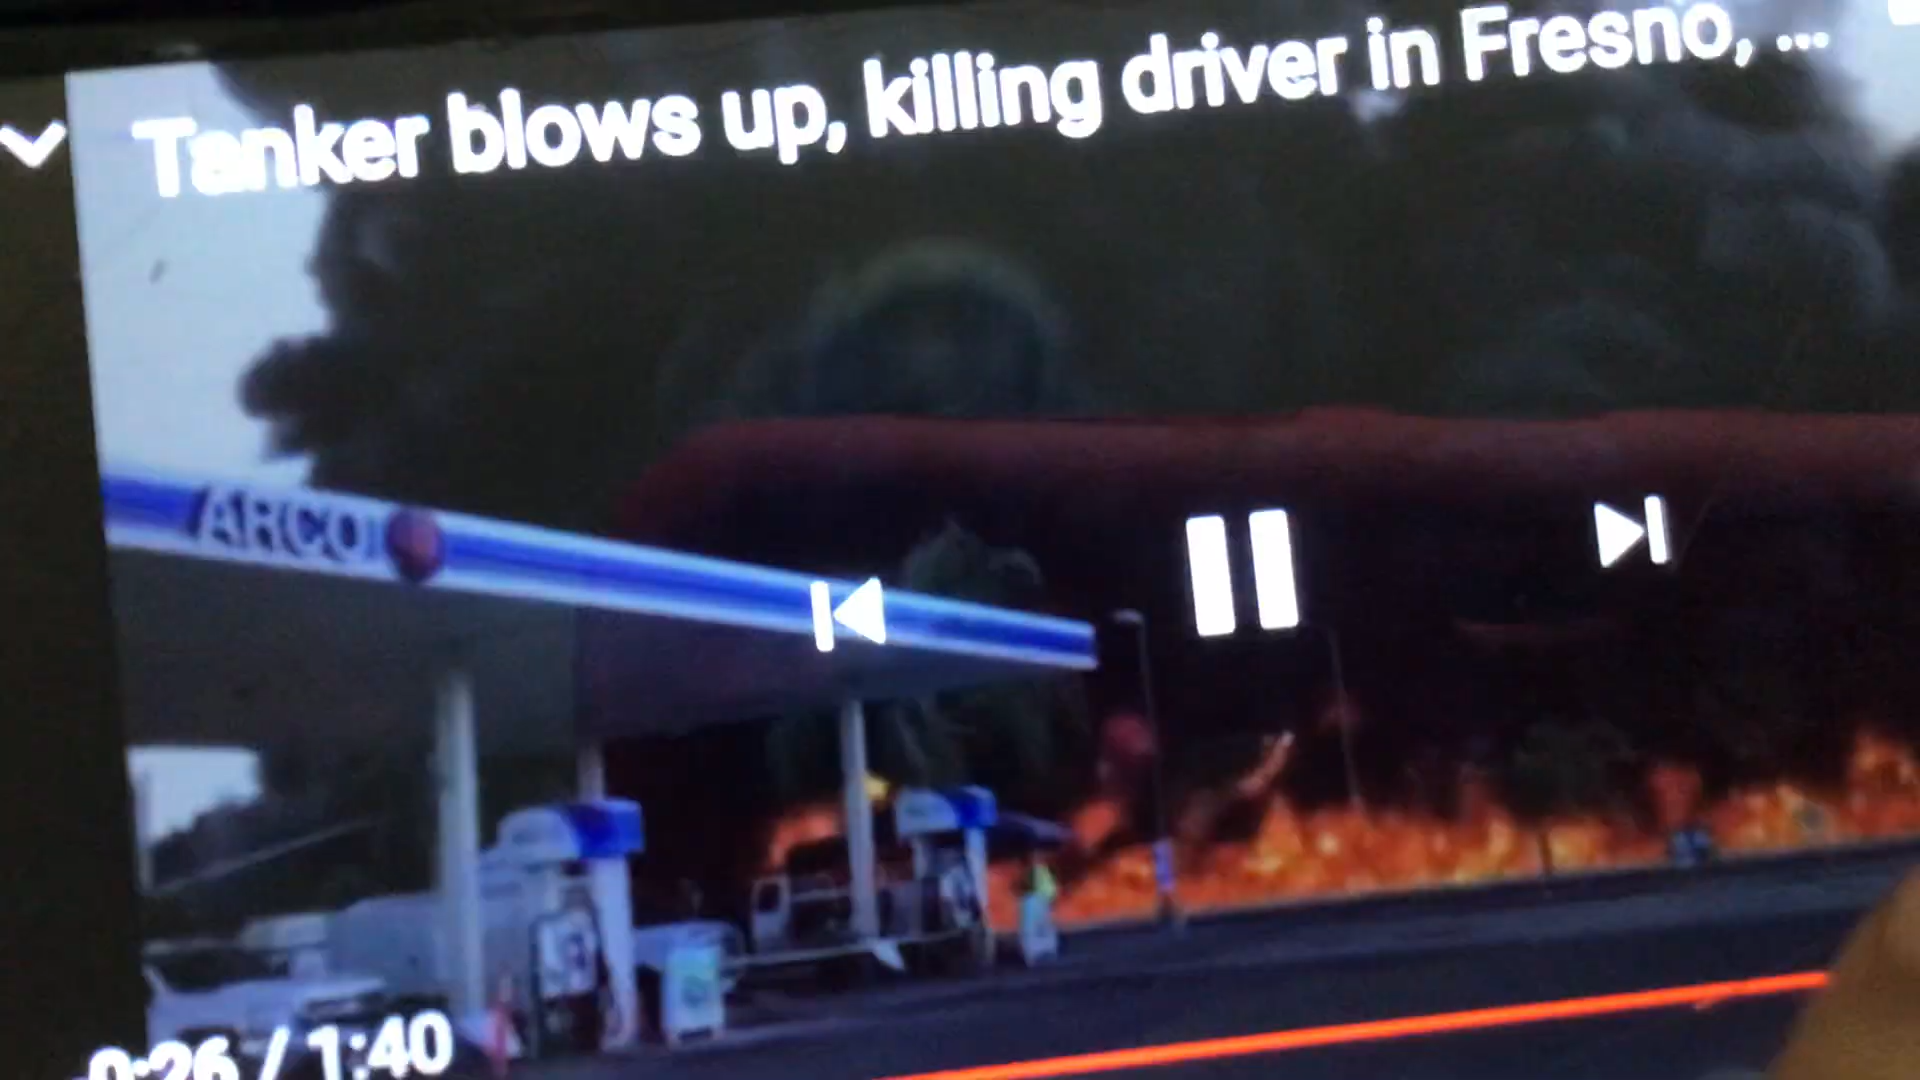 Tanker blows up, killing driver in Fresno, ...
ARCO
0:26 / 1:40